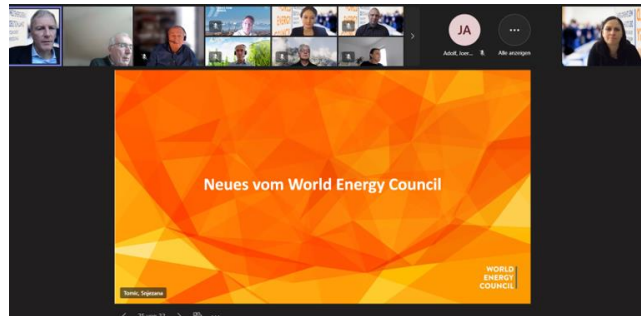 JA
Adolf, Joer...
Alle anzeigen
Neues vom World Energy Council
WORLD
ENERGY
COUNCIL
Tomic, Snjezana